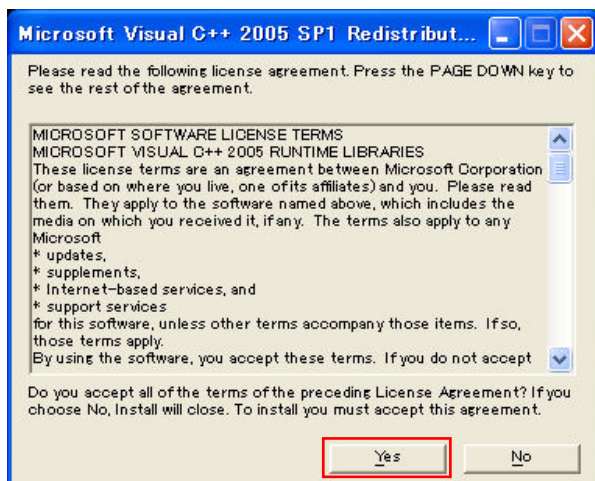 Microsoft Visual C++ 2005 SP1 Redistribut...
Please read the following license agreement. Press the PAGE DOWN key to
see the rest of the agreement.
MICROSOFT SOFTWARE LICENSE TERMS
MICROSOFT VISUAL C++ 2005 RUNTIME LIBRARIES
These license terms are an agreement between Microsoft Corporation
(or based on where you live, one of its affiliates) and you. Please read
them. They apply to the software named above, which includes the
media on which you received it, if any. The terms also apply to any
Microsoft
* updates,
* supplements,
* Internet-based services, and
* support services
for this software, unless other terms accompany those items. If so,
those terms apply.
By using the software, you accept these terms. If you do not accept
Do you accept all of the terms of the preceding License Agreement? If you
choose No, Install will close. To install you must accept this agreement.
Yes
No